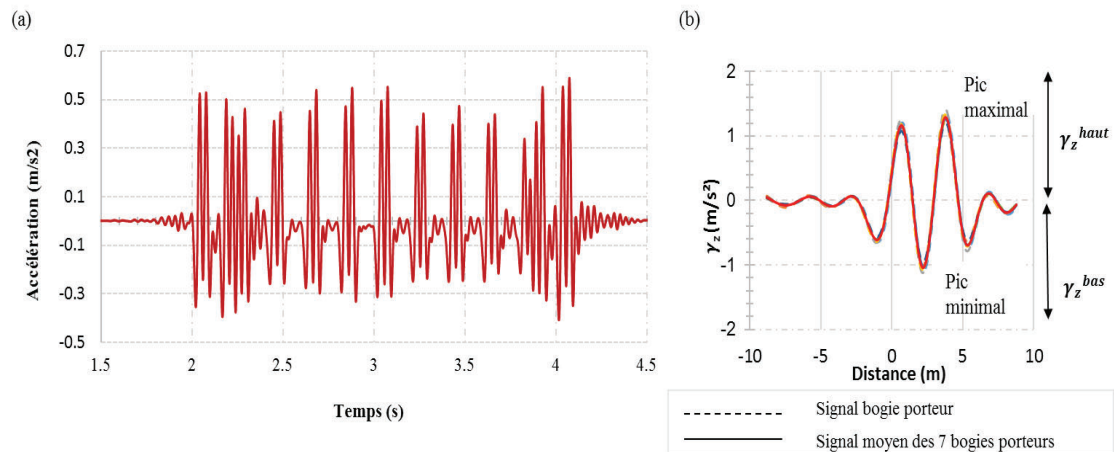 (a)
0.7
0.5
0.3
0.1
-0.1
-0.3
-0.5
Accélération (m/s2)
1.5
2
2.5
3
3.5
4
4.5
Temps (s)
(b)
2
1
0
-1
-2
γz (m/s²)
Pic
maximal
Pic
minimal
γz haut
γz bas
-10
-5
0
5
10
Distance (m)
Signal bogie porteur
Signal moyen des 7 bogies porteurs